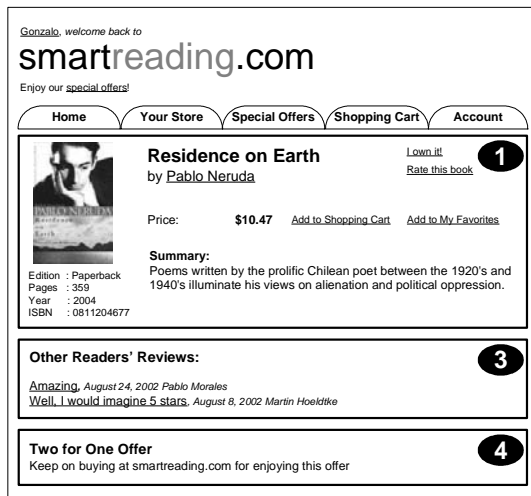 Gonzalo, welcome back to
smartreading.com
Enjoy our special offers!
Home Your Store Special Offers Shopping Cart Account
Residence on Earth
by Pablo Neruda
I own it!
Rate this book
1
Price: $10.47 Add to Shopping Cart Add to My Favorites
Summary:
Poems written by the prolific Chilean poet between the 1920's and
1940's illuminate his views on alienation and political oppression.
PABLO NERUDA
Residence
on
Earth
Edition : Paperback
Pages : 359
Year : 2004
ISBN : 0811204677
Other Readers' Reviews:
3
Amazing, August 24, 2002 Pablo Morales
Well, I would imagine 5 stars, August 8, 2002 Martin Hoeldtke
Two for One Offer
4
Keep on buying at smartreading.com for enjoying this offer